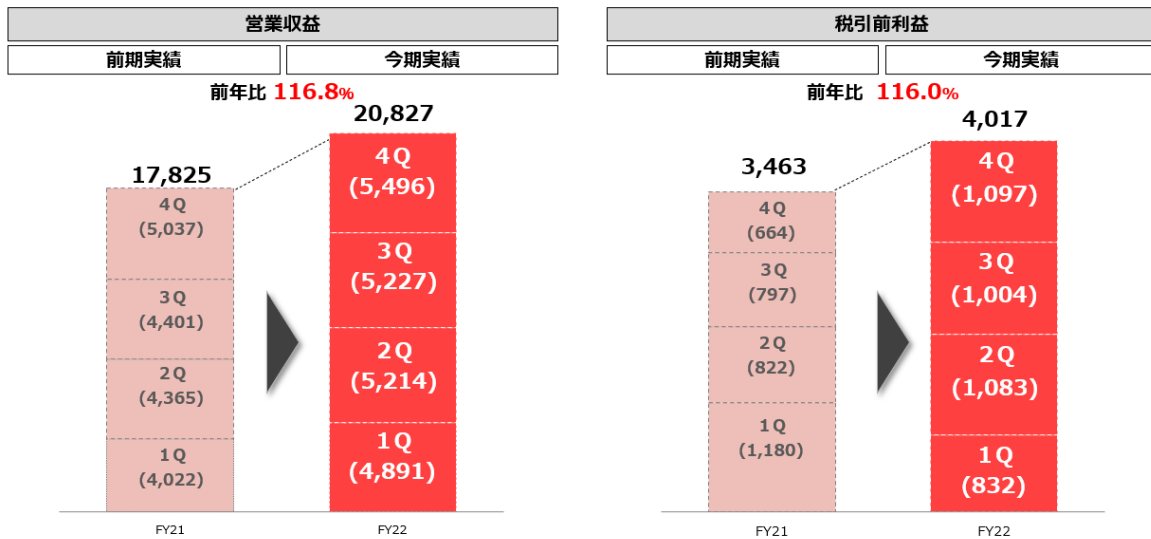 営業収益
前期実績 今期実績
前年比 116.8%
20,827
17,825
4Q
(5,037)
3Q
(4,401)
2Q
(4,365)
1Q
(4,022)
4Q
(5,496)
3Q
(5,227)
2Q
(5,214)
1Q
(4,891)
FY21 FY22
税引前利益
前期実績 今期実績
前年比 116.0%
4,017
3,463
4Q
(664)
3Q
(797)
2Q
(822)
1Q
(1,180)
4Q
(1,097)
3Q
(1,004)
2Q
(1,083)
1Q
(832)
FY21 FY22